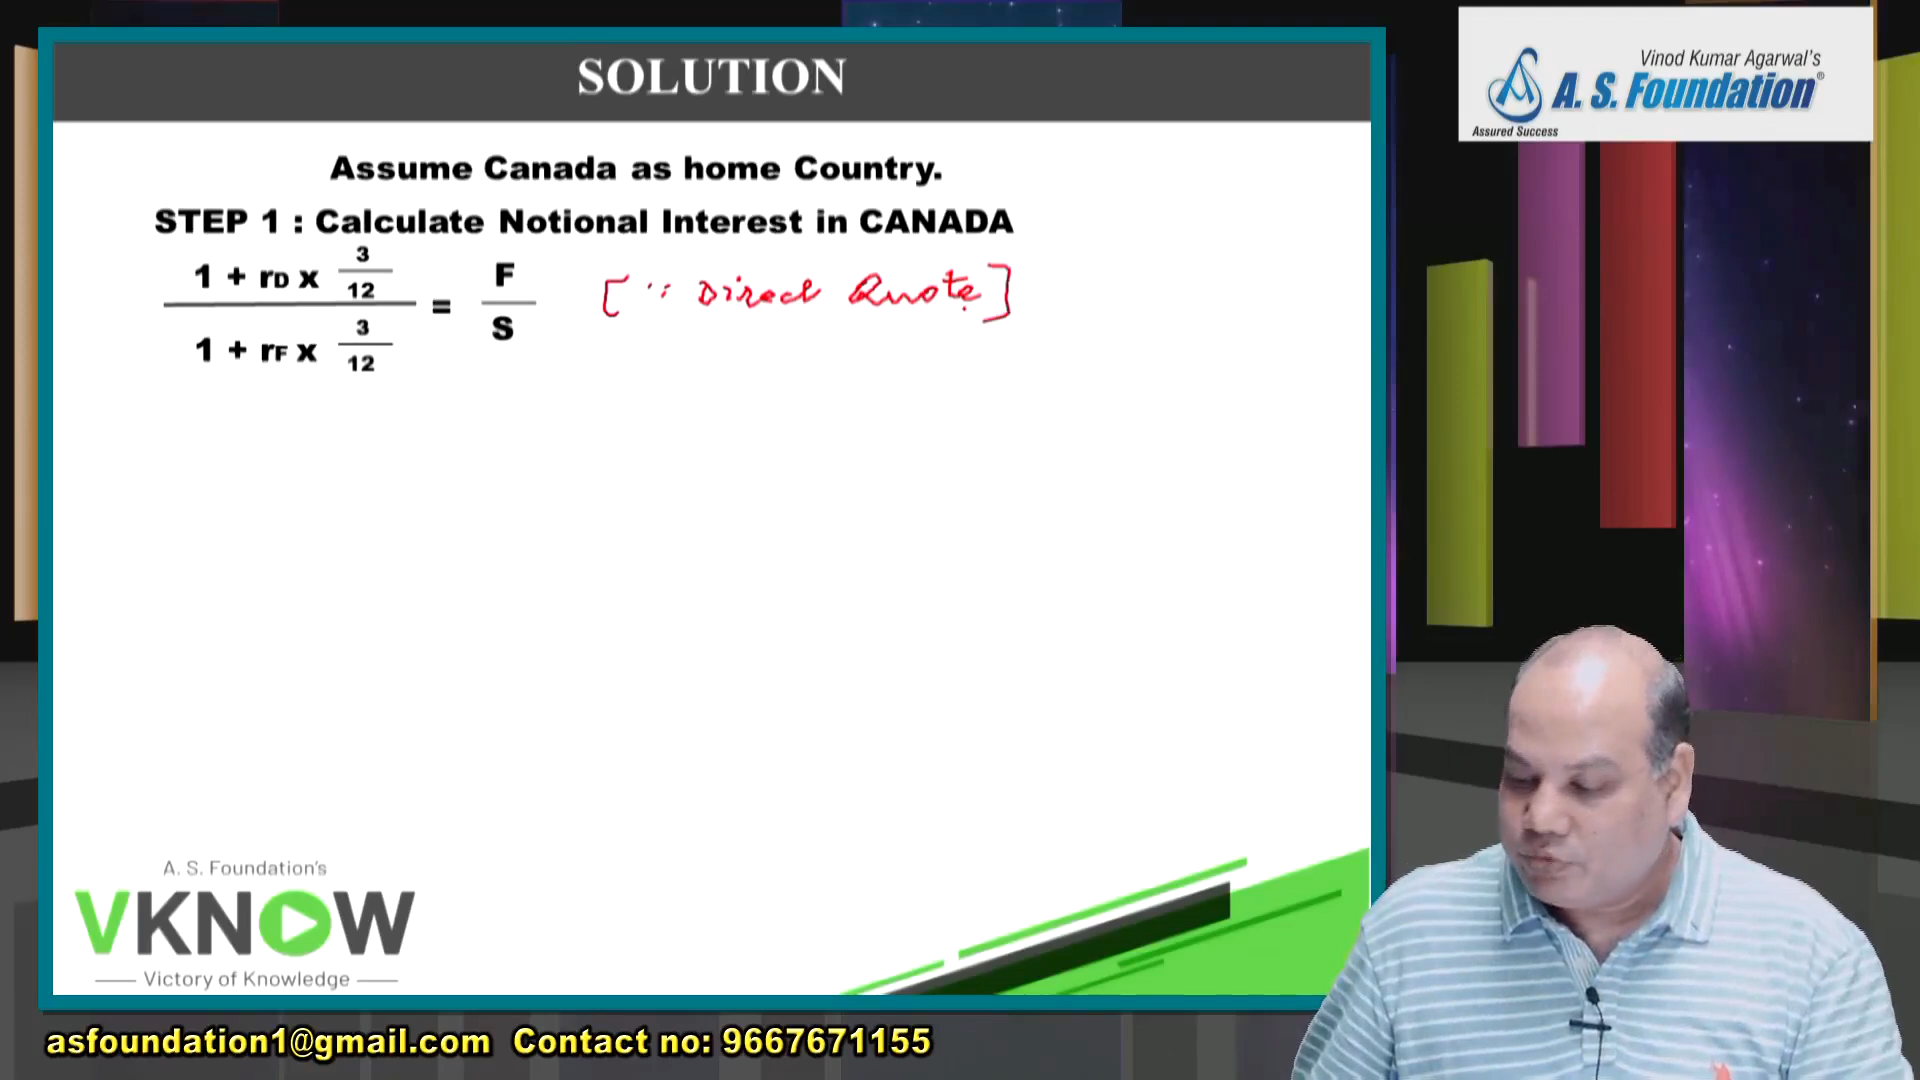 SOLUTION
Vinod Kumar Agarwal's
A. S. Foundation®
Assured Success
Assume Canada as home Country.
STEP 1 : Calculate Notional Interest in CANADA
1 + rD x 3/12
1 + rF x 3/12
= F/S
[ ∵ Direct Quote ]
A. S. Foundation's
VKNOW
Victory of Knowledge
asfoundation1@gmail.com Contact no: 9667671155